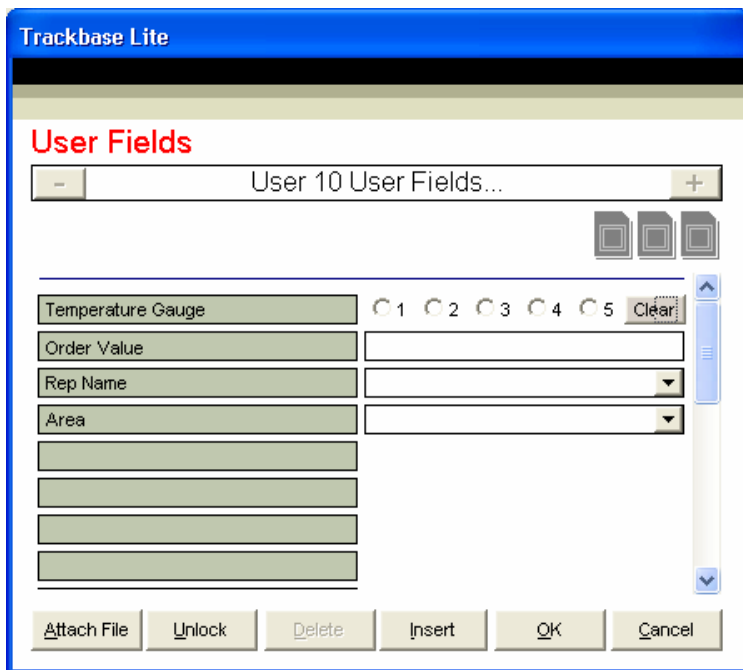 Trackbase Lite
User Fields
- User 10 User Fields... +
Temperature Gauge 1 2 3 4 5 Clear
Order Value
Rep Name
Area
Attach File Unlock Delete Insert OK Cancel